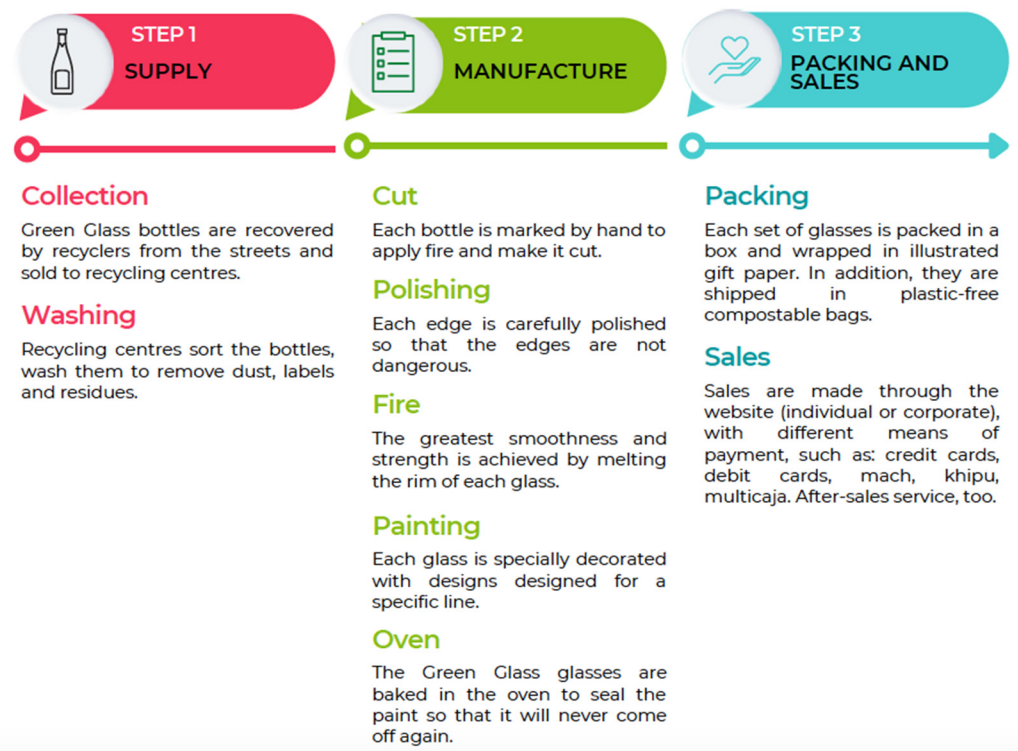 STEP 1
SUPPLY
Collection
Green Glass bottles are recovered
by recyclers from the streets and
sold to recycling centres.
Washing
Recycling centres sort the bottles,
wash them to remove dust, labels
and residues.
STEP 2
MANUFACTURE
Cut
Each bottle is marked by hand to
apply fire and make it cut.
Polishing
Each edge is carefully polished
so that the edges are not
dangerous.
Fire
The greatest smoothness and
strength is achieved by melting
the rim of each glass.
Painting
Each glass is specially decorated
with designs designed for a
specific line.
Oven
The Green Glass glasses are
baked in the oven to seal the
paint so that it will never come
off again.
STEP 3
PACKING AND
SALES
Packing
Each set of glasses is packed in a
box and wrapped in illustrated
gift paper. In addition, they are
shipped in plastic-free
compostable bags.
Sales
Sales are made through the
website (individual or corporate),
with different means of
payment, such as: credit cards,
debit cards, mach, khipu,
multicaja. After-sales service, too.